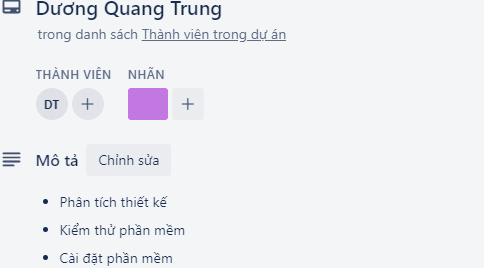 Dương Quang Trung
trong danh sách Thành viên trong dự án
THÀNH VIÊN NHÃN
DT + +
Mô tả Chỉnh sửa
• Phân tích thiết kế
• Kiểm thử phần mềm
• Cài đặt phần mềm